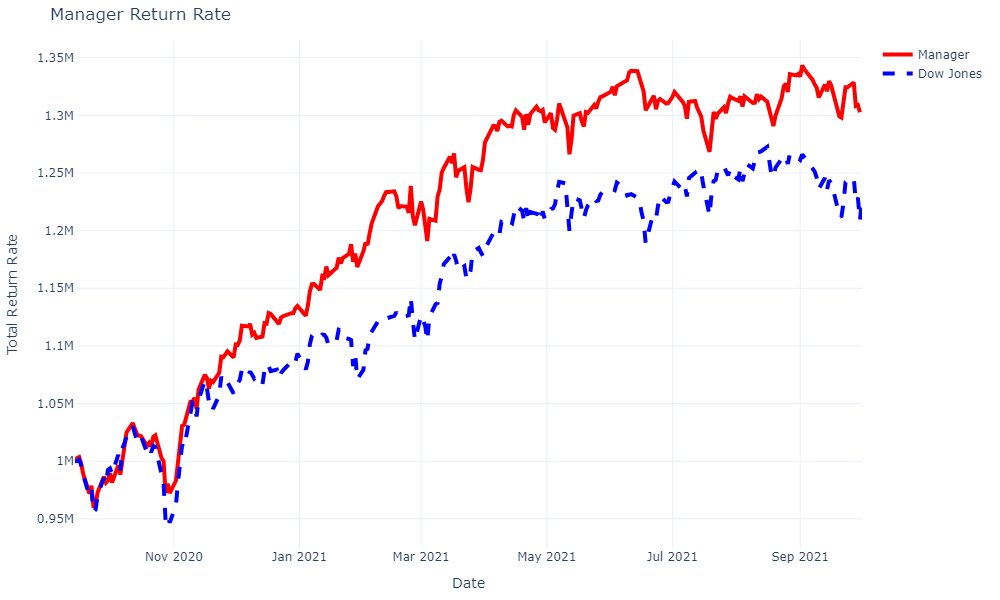 Manager Return Rate
Manager
Dow Jones
1.35M
1.3M
1.25M
1.2M
1.15M
1.1M
1.05M
1M
0.95M
Total Return Rate
Nov 2020
Jan 2021
Mar 2021
May 2021
Jul 2021
Sep 2021
Date